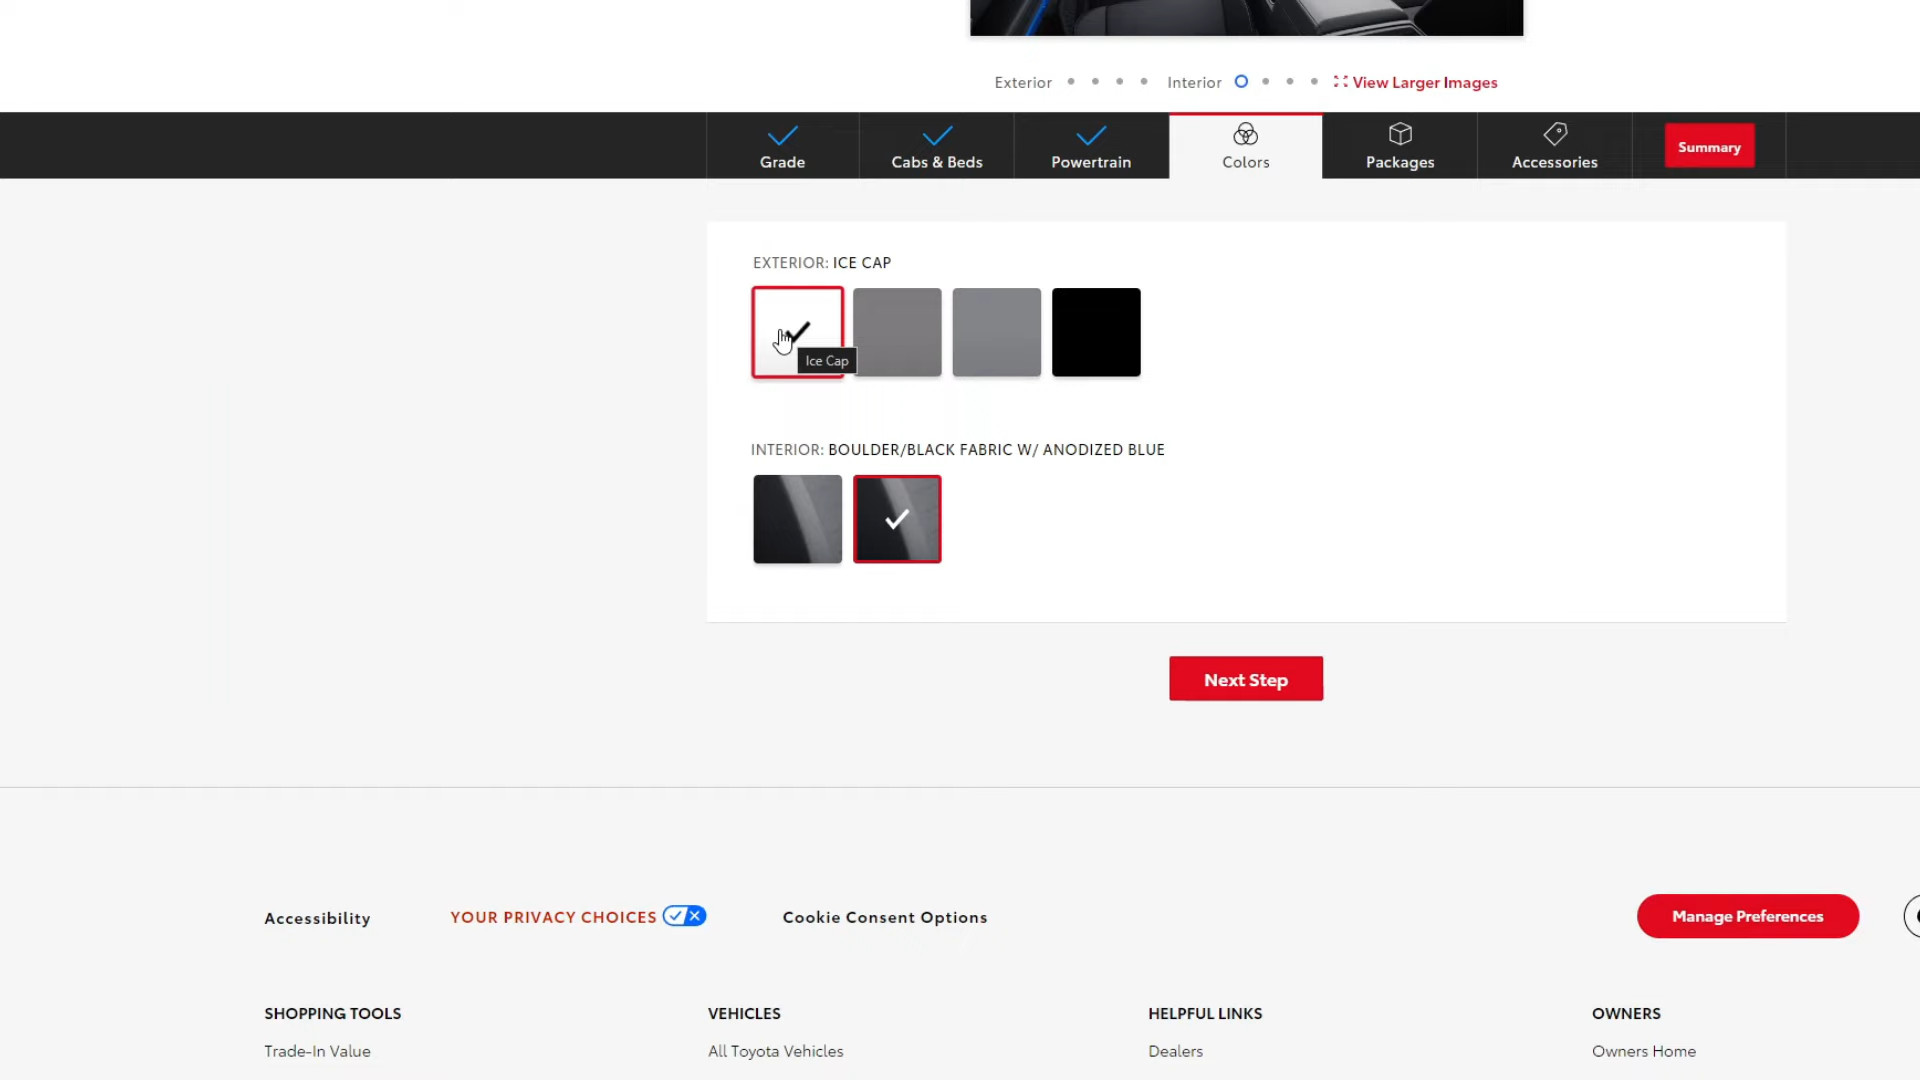 Exterior Interior View Larger Images
Grade Cabs & Beds Powertrain Colors Packages Accessories Summary
EXTERIOR: ICE CAP
Ice Cap
INTERIOR: BOULDER/BLACK FABRIC W/ ANODIZED BLUE
Next Step
Accessibility YOUR PRIVACY CHOICES Cookie Consent Options Manage Preferences
SHOPPING TOOLS VEHICLES HELPFUL LINKS OWNERS
Trade-In Value All Toyota Vehicles Dealers Owners Home